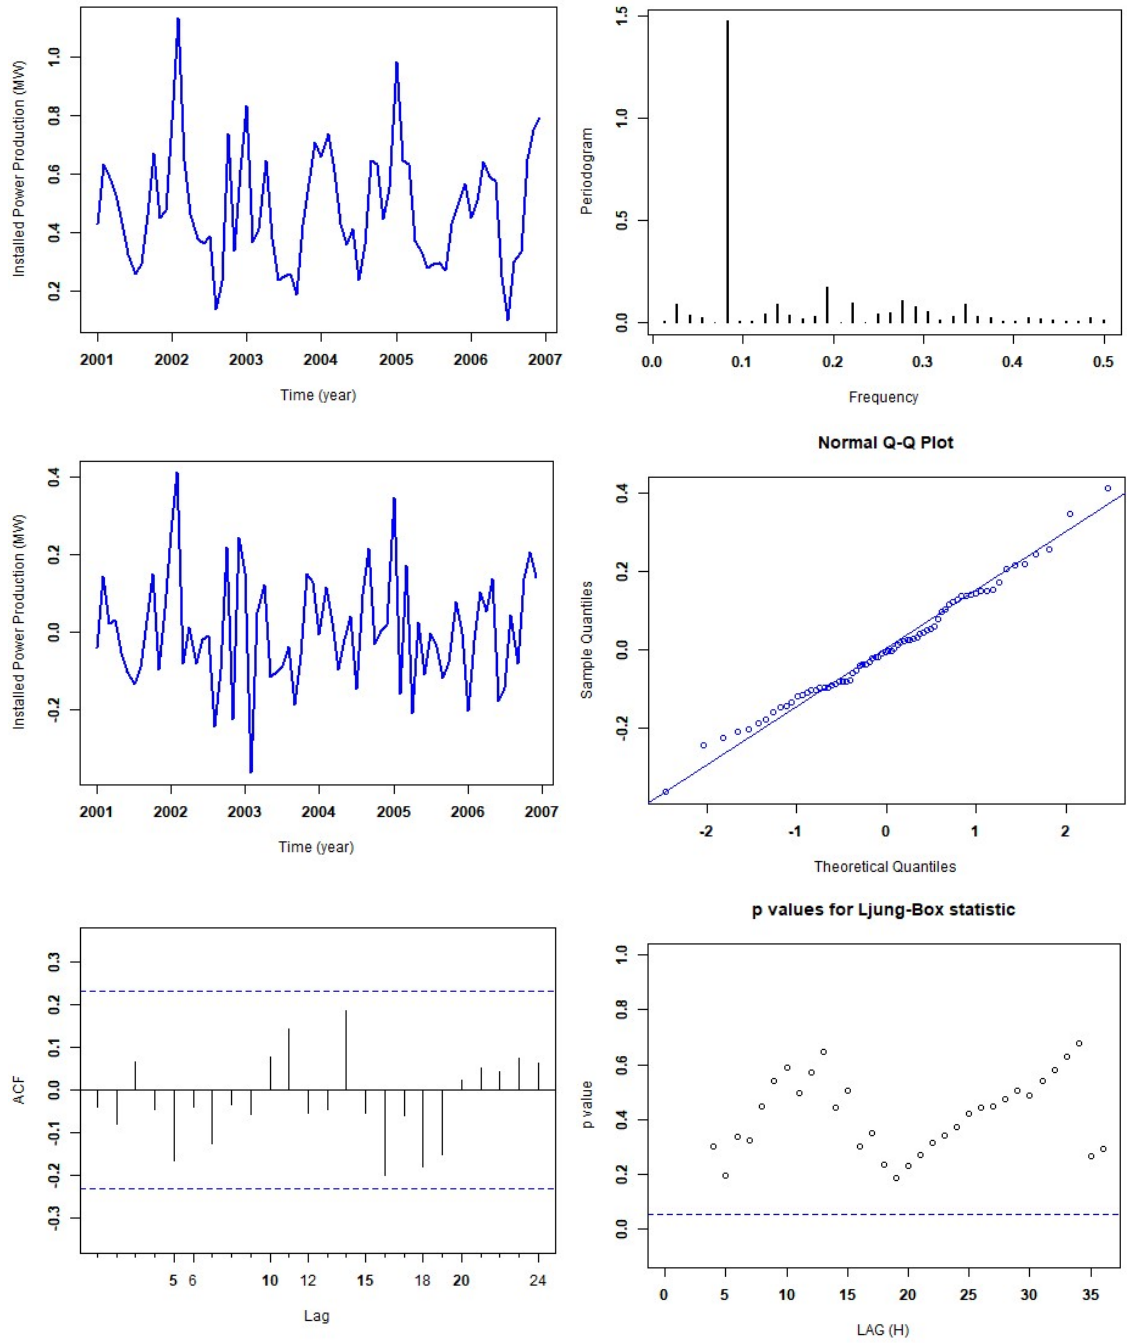 Installed Power Production (MW)
1.0
0.8
0.6
0.4
0.2
2001 2002 2003 2004 2005 2006 2007
Time (year)
Periodogram
1.5
1.0
0.5
0.0
0.0 0.1 0.2 0.3 0.4 0.5
Frequency
Installed Power Production (MW)
0.4
0.2
0.0
-0.2
2001 2002 2003 2004 2005 2006 2007
Time (year)
Normal Q-Q Plot
Sample Quantiles
0.4
0.2
0.0
-0.2
-2 -1 0 1 2
Theoretical Quantiles
ACF
0.3
0.2
0.1
0.0
-0.1
-0.2
-0.3
5 6 10 12 15 18 20 24
Lag
p values for Ljung-Box statistic
p value
1.0
0.8
0.6
0.4
0.2
0.0
0 5 10 15 20 25 30 35
LAG (H)